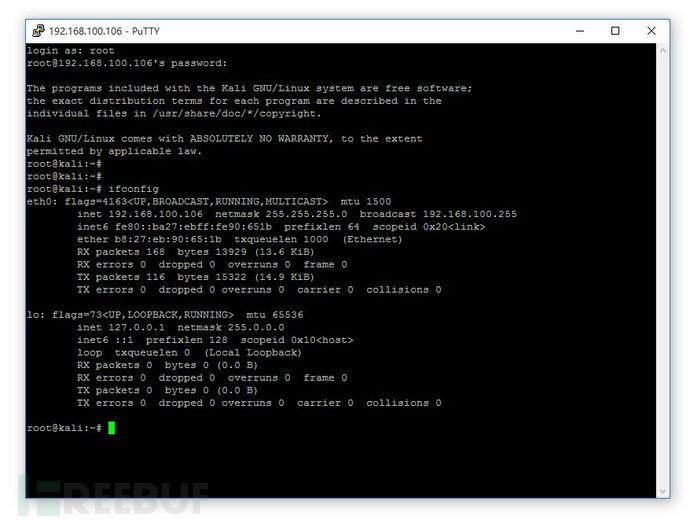 192.168.100.106 - PuTTY
login as: root
root@192.168.100.106's password:
The programs included with the Kali GNU/Linux system are free software;
the exact distribution terms for each program are described in the
individual files in /usr/share/doc/*/copyright.
Kali GNU/Linux comes with ABSOLUTELY NO WARRANTY, to the extent
permitted by applicable law.
root@kali:~#
root@kali:~#
root@kali:~# ifconfig
eth0: flags=4163<UP,BROADCAST,RUNNING,MULTICAST>  mtu 1500
inet 192.168.100.106  netmask 255.255.255.0  broadcast 192.168.100.255
inet6 fe80::ba27:ebff:fe90:651b  prefixlen 64  scopeid 0x20<link>
ether b8:27:eb:90:65:1b  txqueuelen 1000  (Ethernet)
RX packets 168  bytes 13929 (13.6 KiB)
RX errors 0  dropped 0  overruns 0  frame 0
TX packets 116  bytes 15322 (14.9 KiB)
TX errors 0  dropped 0 overruns 0  carrier 0  collisions 0
lo: flags=73<UP,LOOPBACK,RUNNING>  mtu 65536
inet 127.0.0.1  netmask 255.0.0.0
inet6 ::1  prefixlen 128  scopeid 0x10<host>
loop  txqueuelen 0  (Local Loopback)
RX packets 0  bytes 0 (0.0 B)
RX errors 0  dropped 0  overruns 0  frame 0
TX packets 0  bytes 0 (0.0 B)
TX errors 0  dropped 0 overruns 0  carrier 0  collisions 0
root@kali:~#
FREEBUF